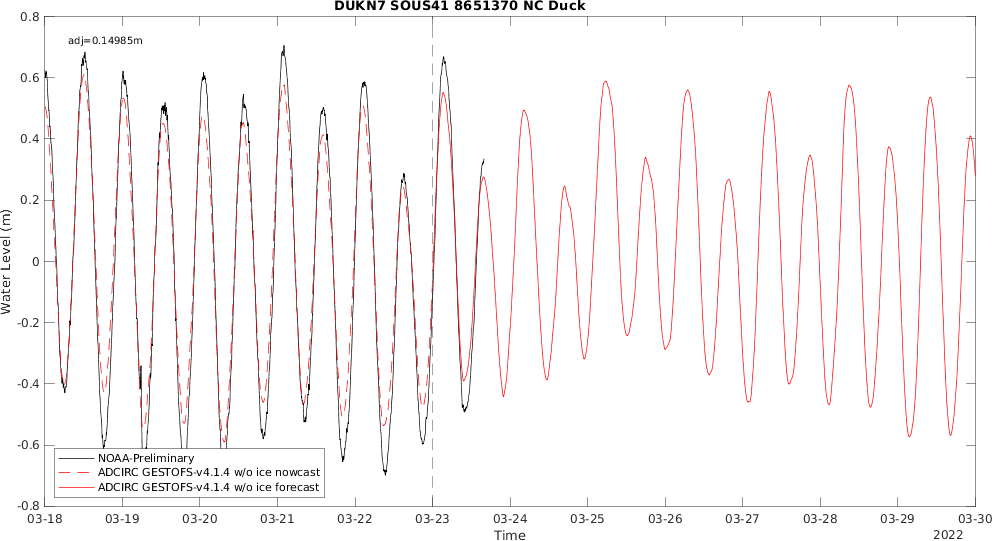 DUKN7 SOUS41 8651370 NC Duck
adj=0.14985m
0.8
0.6
0.4
0.2
0
-0.2
-0.4
-0.6
-0.8
Water Level (m)
NOAA-Preliminary
ADCIRC GESTOFS-v4.1.4 w/o ice nowcast
ADCIRC GESTOFS-v4.1.4 w/o ice forecast
03-18 03-19 03-20 03-21 03-22 03-23 03-24 03-25 03-26 03-27 03-28 03-29 03-30
Time
2022